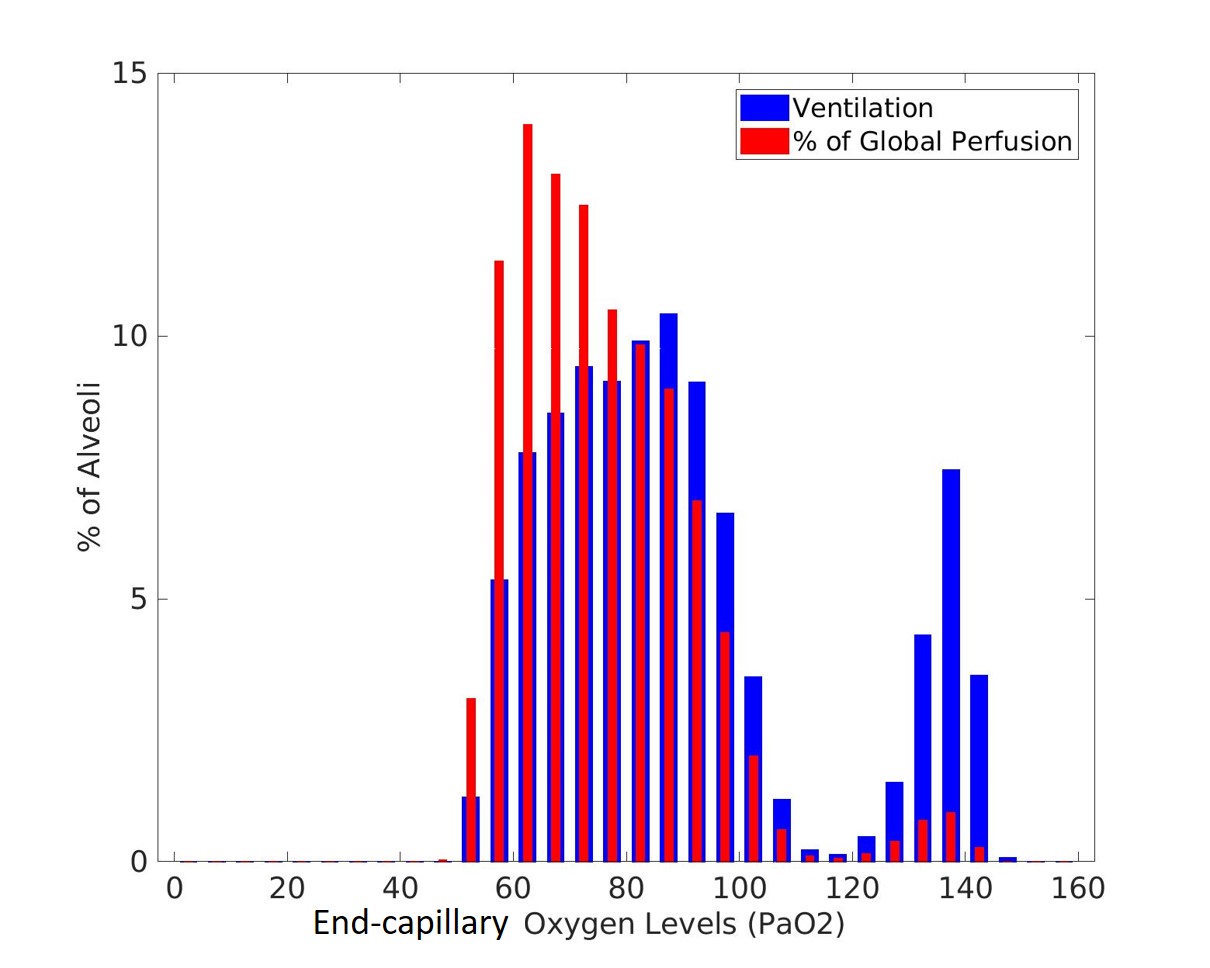 15
Ventilation
% of Global Perfusion
10
% of Alveoli
5
0
0 20 40 60 80 100 120 140 160
End-capillary Oxygen Levels (PaO2)